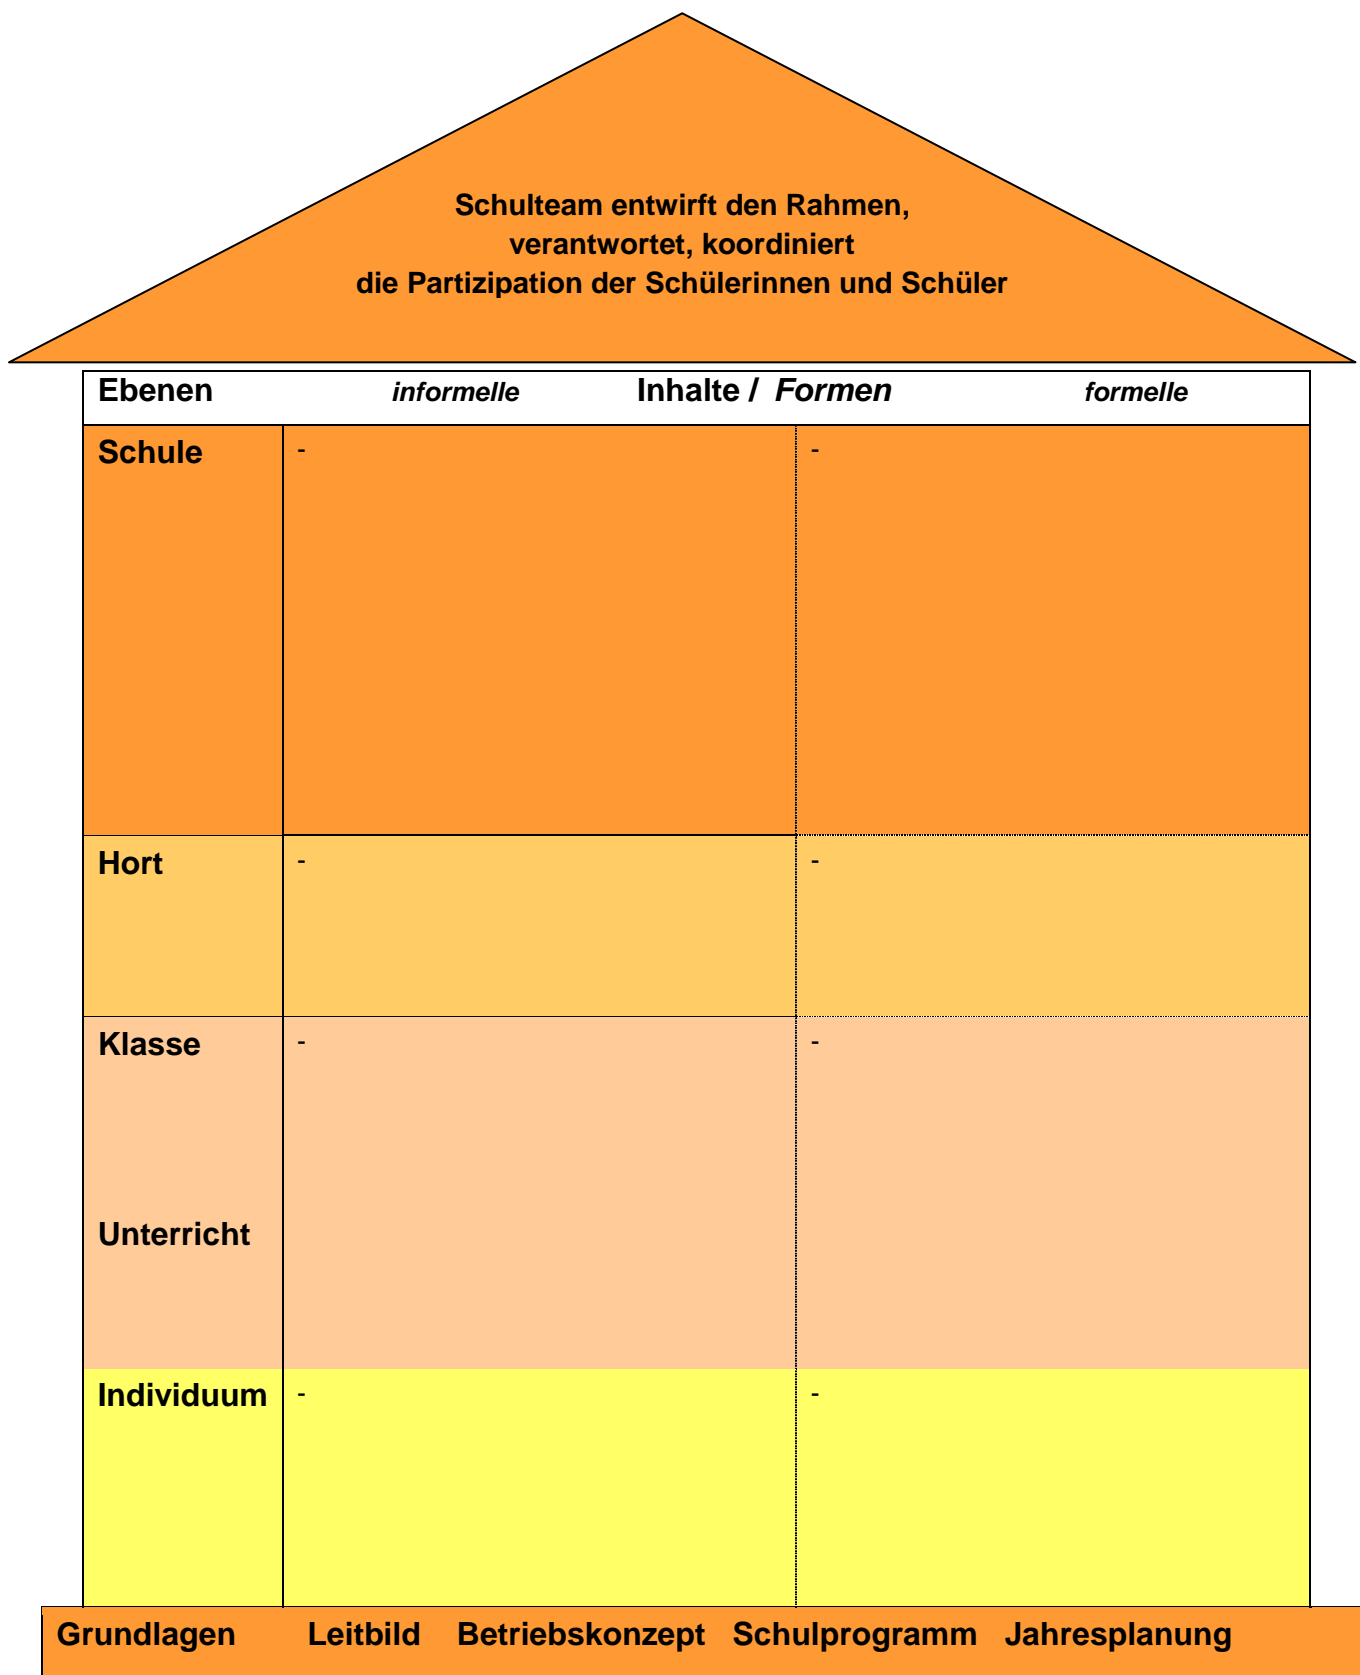 Schulteam entwirft den Rahmen,
verantwortet, koordiniert
die Partizipation der Schülerinnen und Schüler
Ebenen informelle Inhalte / Formen formelle
Schule - -
Hort - -
Klasse - -
Unterricht
Individuum - -
Grundlagen Leitbild Betriebskonzept Schulprogramm Jahresplanung